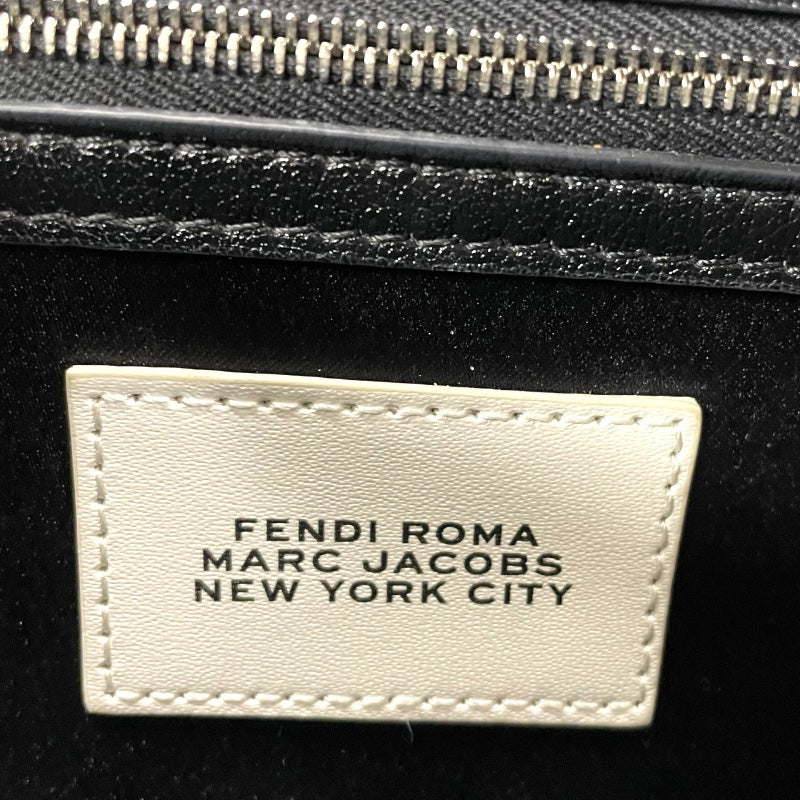 FENDI ROMA
MARC JACOBS
NEW YORK CITY